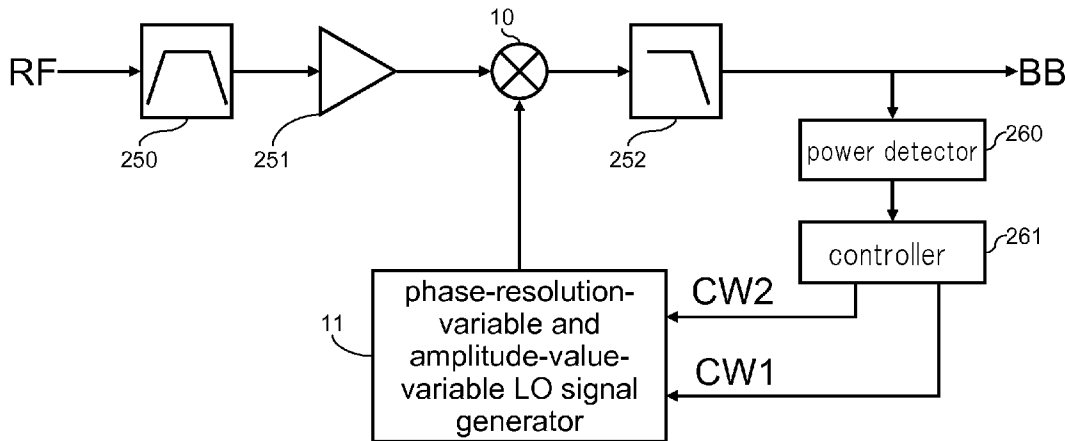 10
RF
BB
250
251
252
power detector
260
controller
261
CW2
CW1
11
phase-resolution-
variable and
amplitude-value-
variable LO signal
generator